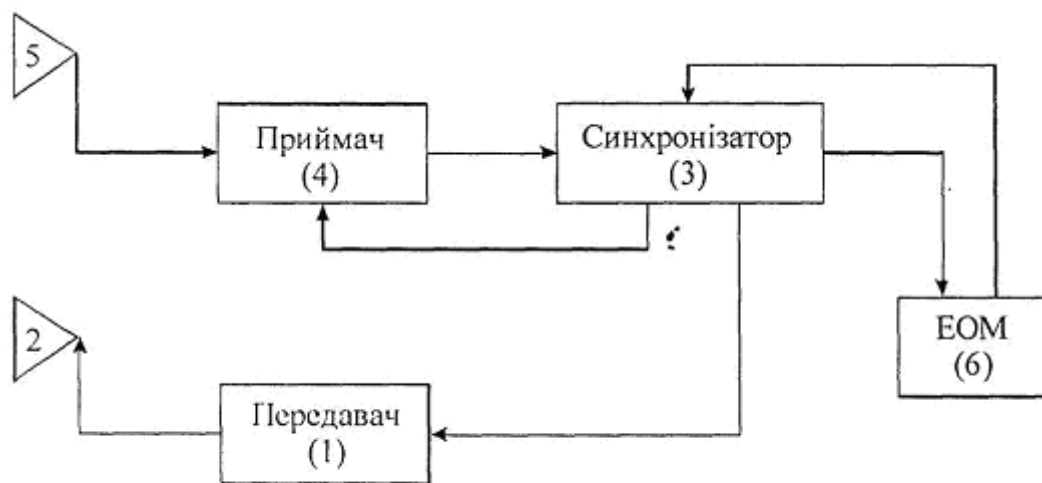 5
Приймач
(4)
Синхронізатор
(3)
2
Передавач
(1)
ЕОМ
(6)